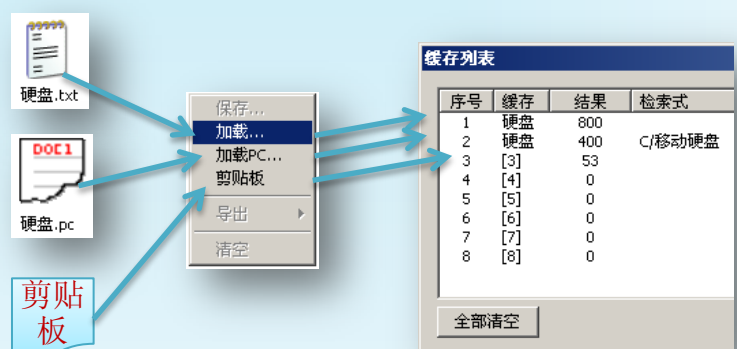 硬盘.txt
DOC1
硬盘.pc
剪贴
板
保存...
加载...
加载PC...
剪贴板
导出
清空
缓存列表
序号 缓存 结果 检索式
1 硬盘 800
2 硬盘 400 C/移动硬盘
3 [3] 53
4 [4] 0
5 [5] 0
6 [6] 0
7 [7] 0
8 [8] 0
全部清空